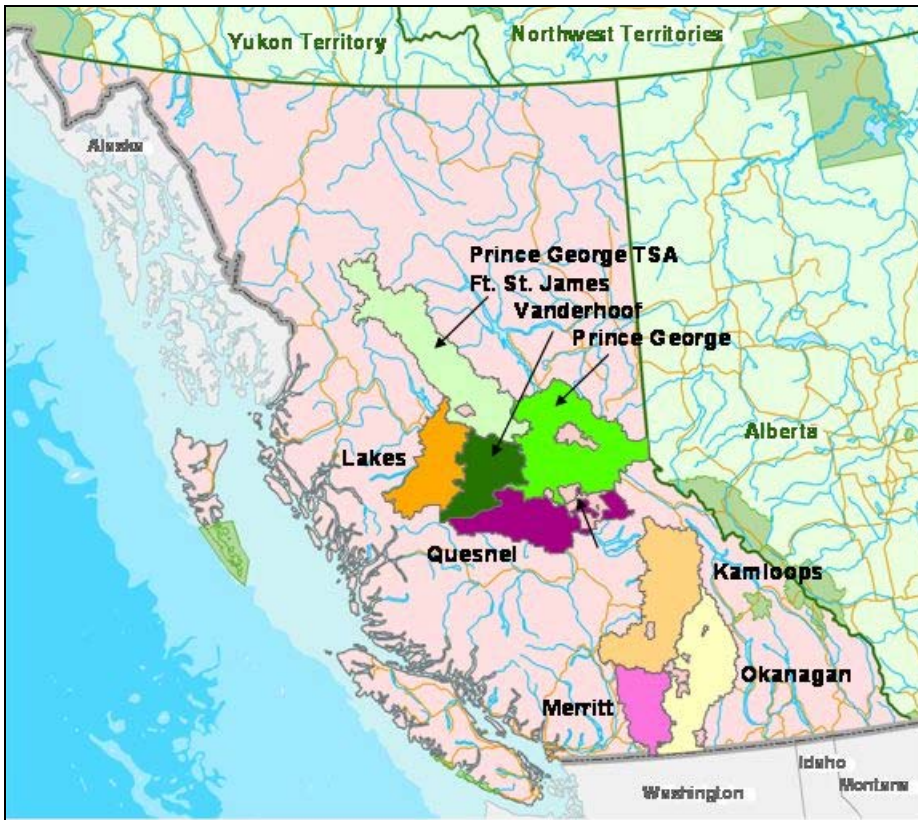 Yukon Territory
Northwest Territories
Alaska
Prince George TSA
Ft. St. James
Vanderhoof
Prince George
Alberta
Lakes
Quesnel
Kamloops
Okanagan
Merritt
Idaho
Montana
Washington